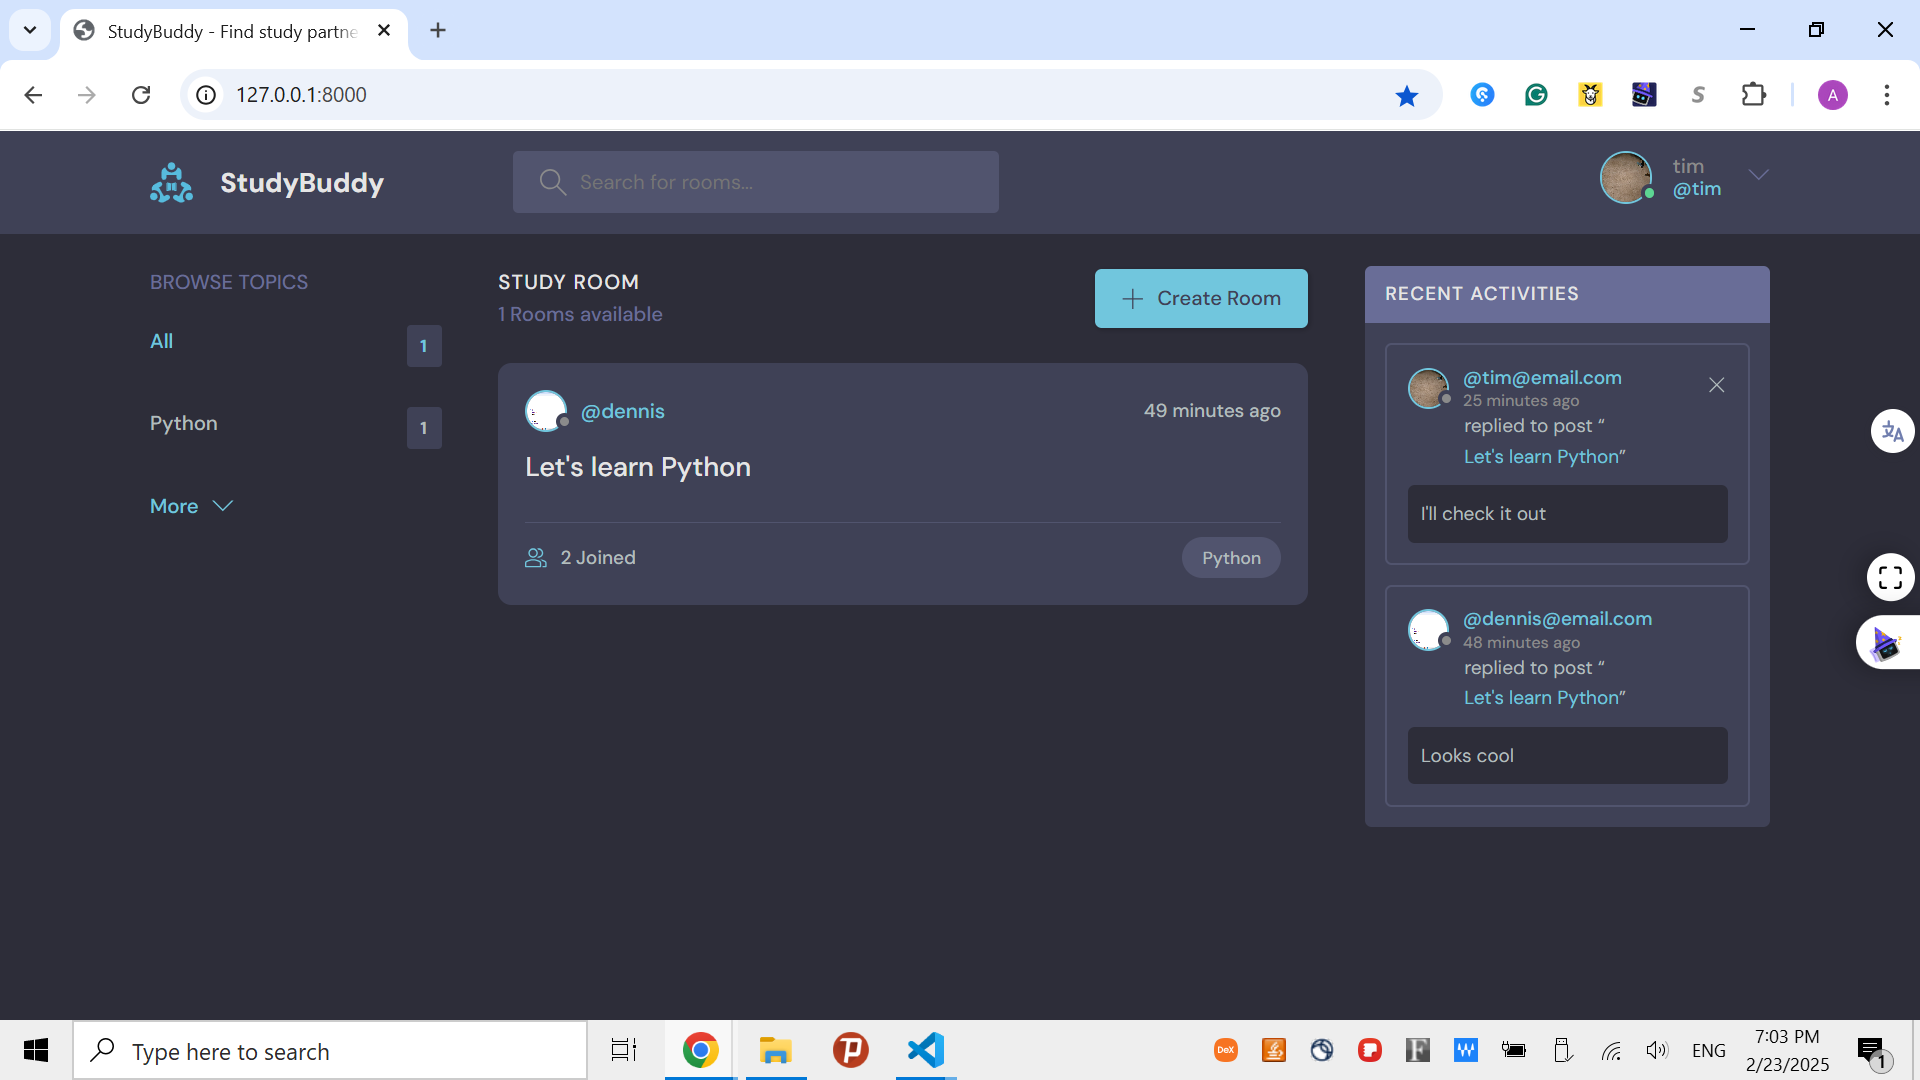 StudyBuddy - Find study partne
127.0.0.1:8000
A
StudyBuddy
Search for rooms...
tim
@tim
BROWSE TOPICS
All
1
Python
1
More
STUDY ROOM
1 Rooms available
Create Room
@dennis
49 minutes ago
Let's learn Python
2 Joined
Python
RECENT ACTIVITIES
@tim@email.com
25 minutes ago
replied to post “
Let's learn Python”
I'll check it out
@dennis@email.com
48 minutes ago
replied to post “
Let's learn Python”
Looks cool
Type here to search
DeX
ENG
7:03 PM
2/23/2025
1